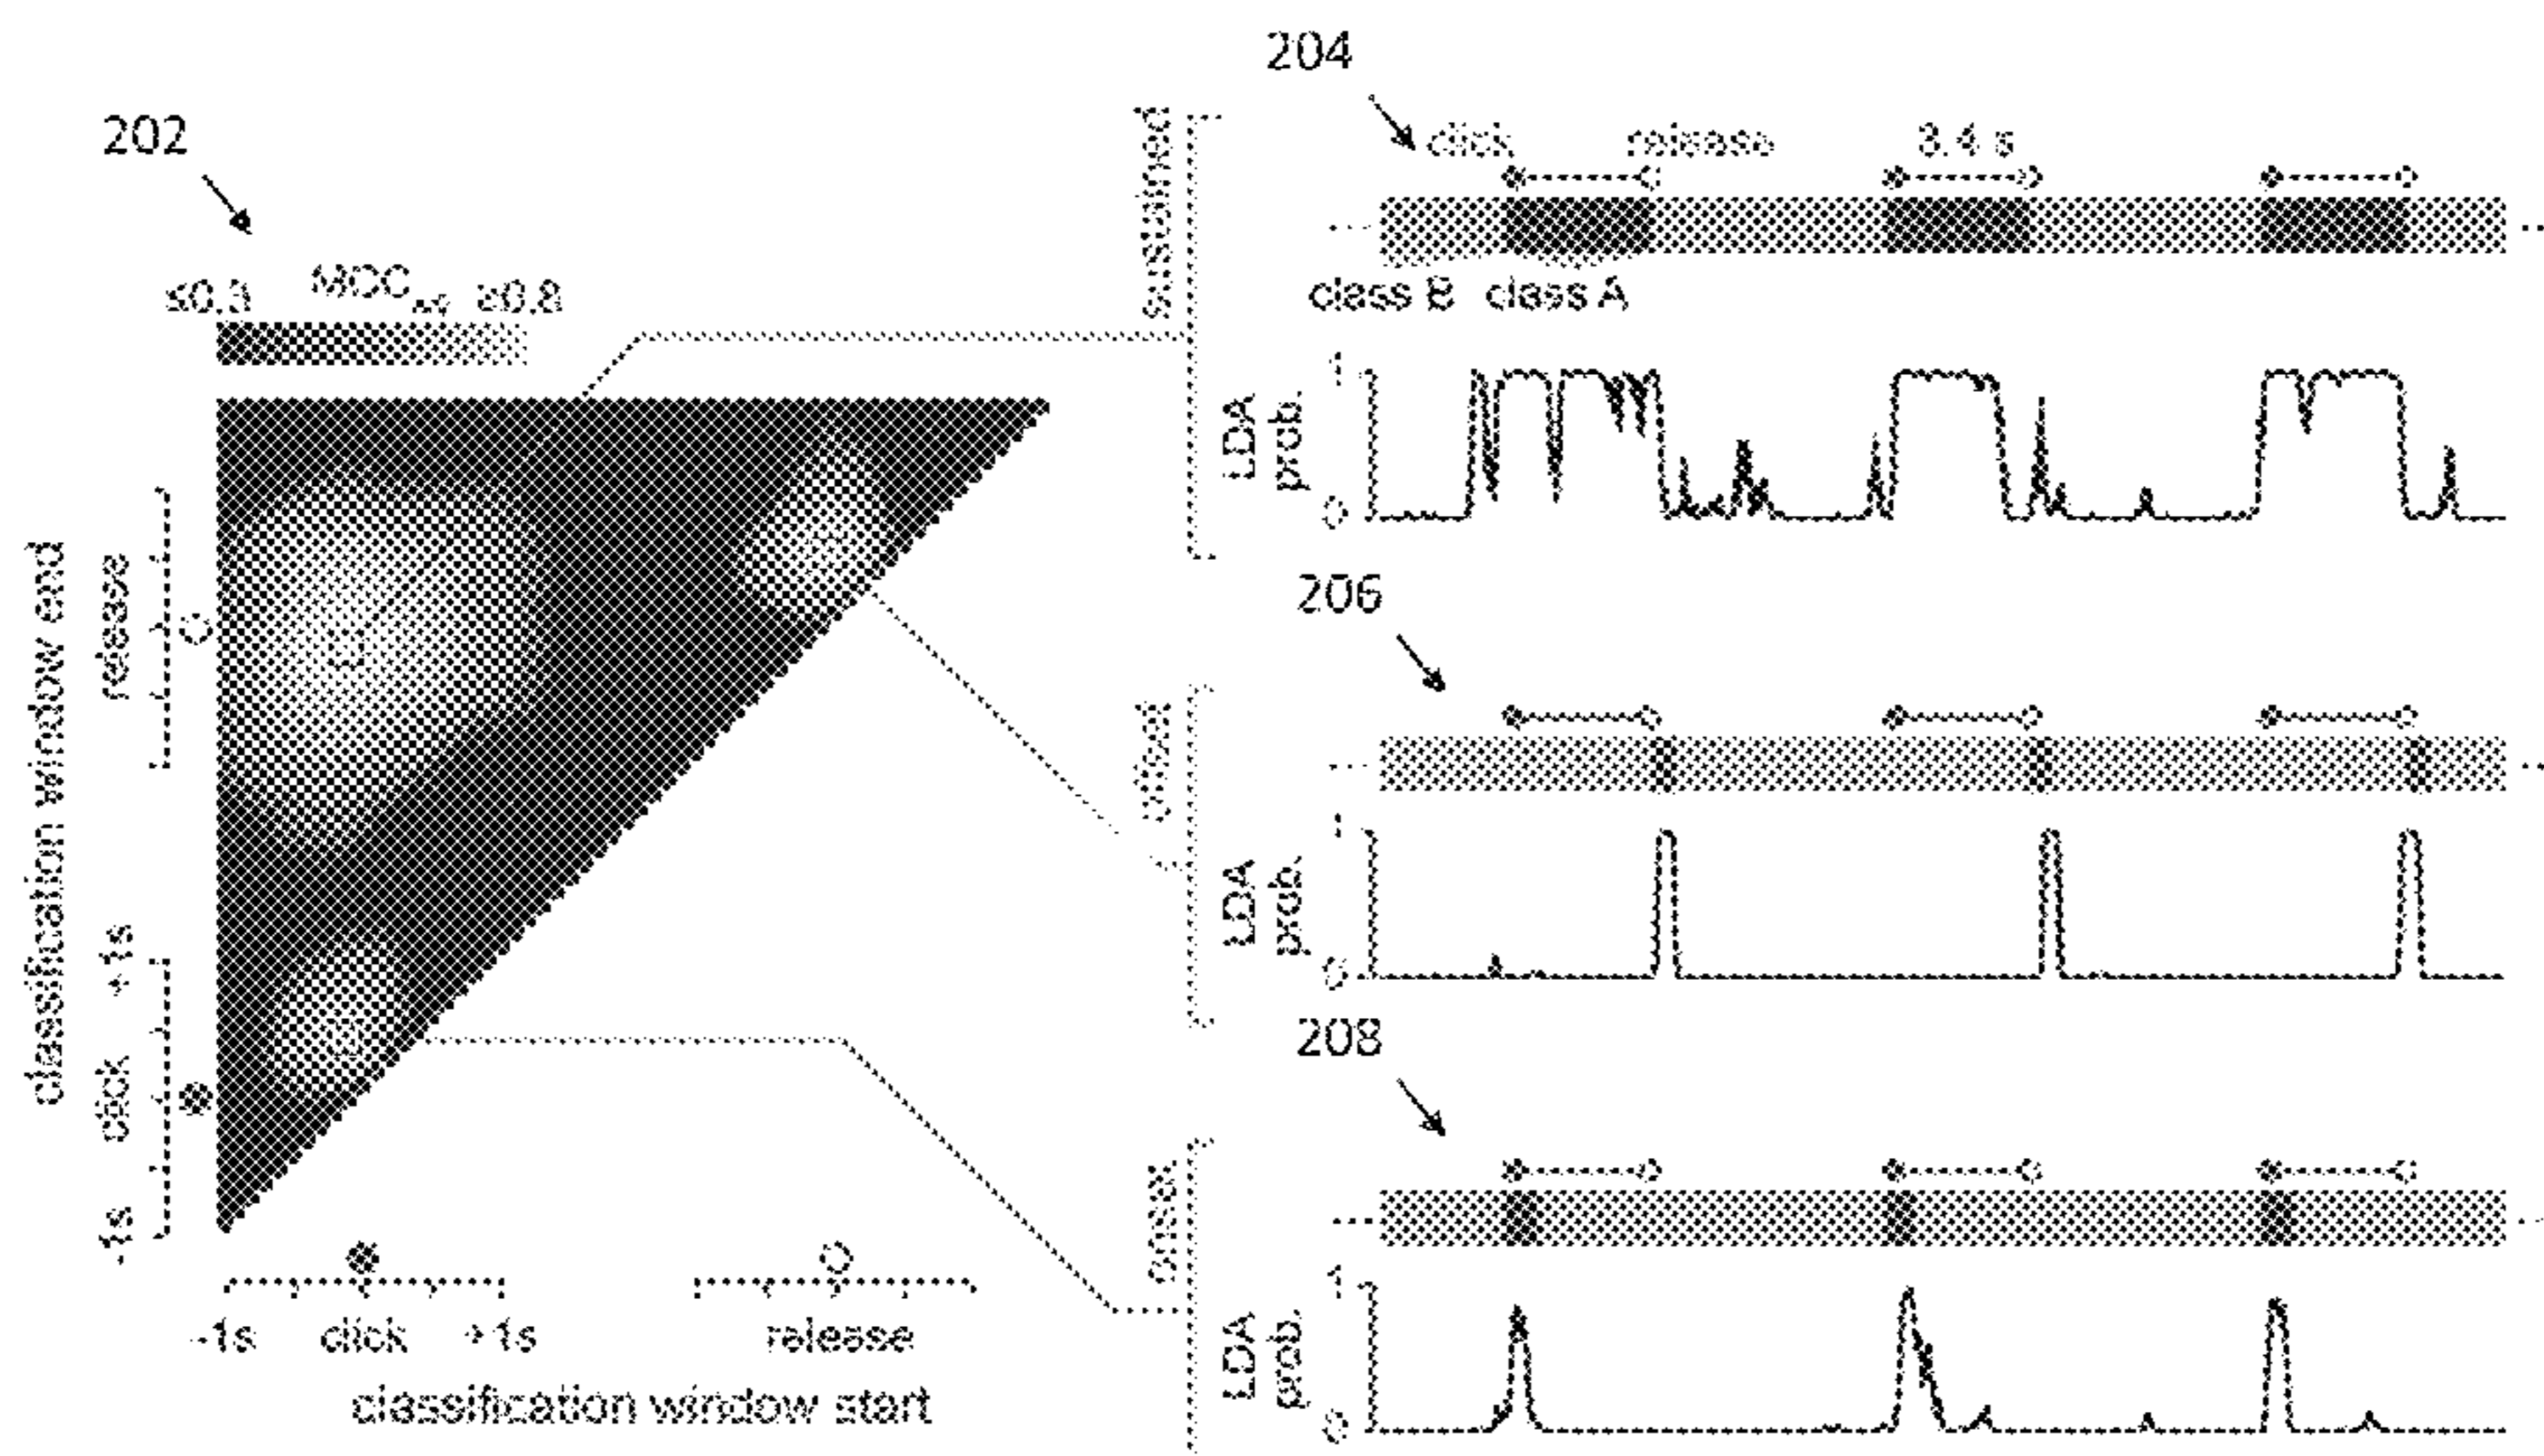 202
≤0.3 MCC ≥0.8
classification window end
release
-1s click +1s
-1s click +1s
release
classification window start
204
sustained
click release 3.4 s
class B class A
LDA prob.
1
0
206
offset
LDA prob.
1
0
208
onset
LDA prob.
1
0